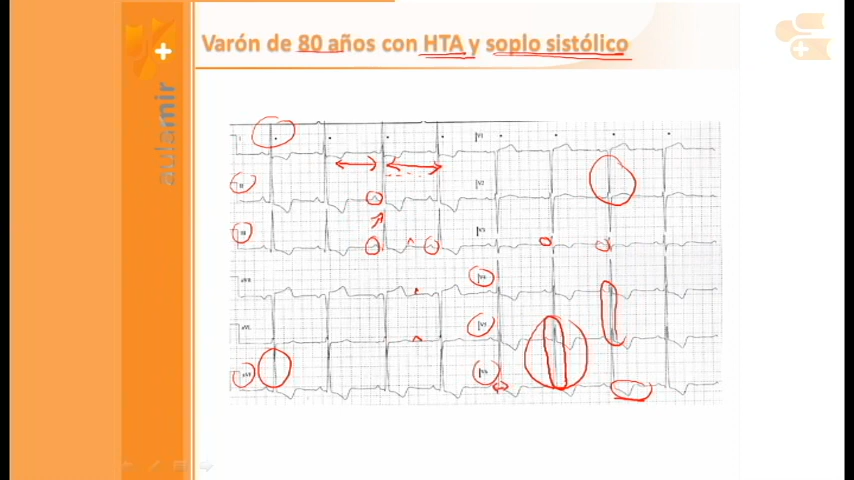 Varón de 80 años con HTA y soplo sistólico
aulamir
I
V1
II
V2
III
V3
aVR
V4
aVL
V5
aVF
V6